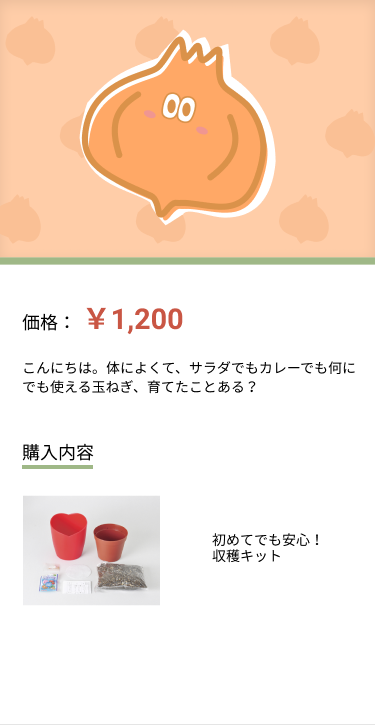 価格：￥1,200
こんにちは。体によくて、サラダでもカレーでも何に
でも使える玉ねぎ、育てたことある？
購入内容
初めてでも安心！
収穫キット